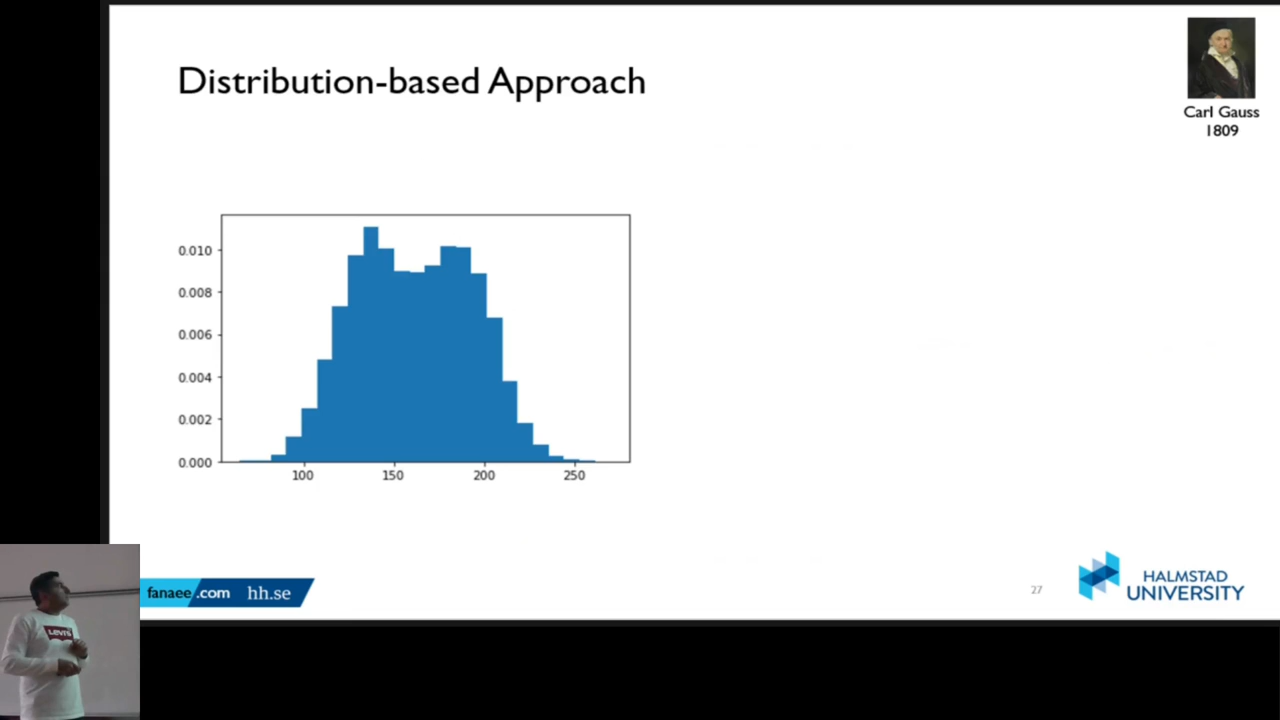 Distribution-based Approach
Carl Gauss
1809
0.010
0.008
0.006
0.004
0.002
0.000
100 150 200 250
Levi's
fanaee.com hh.se
27
HALMSTAD
UNIVERSITY